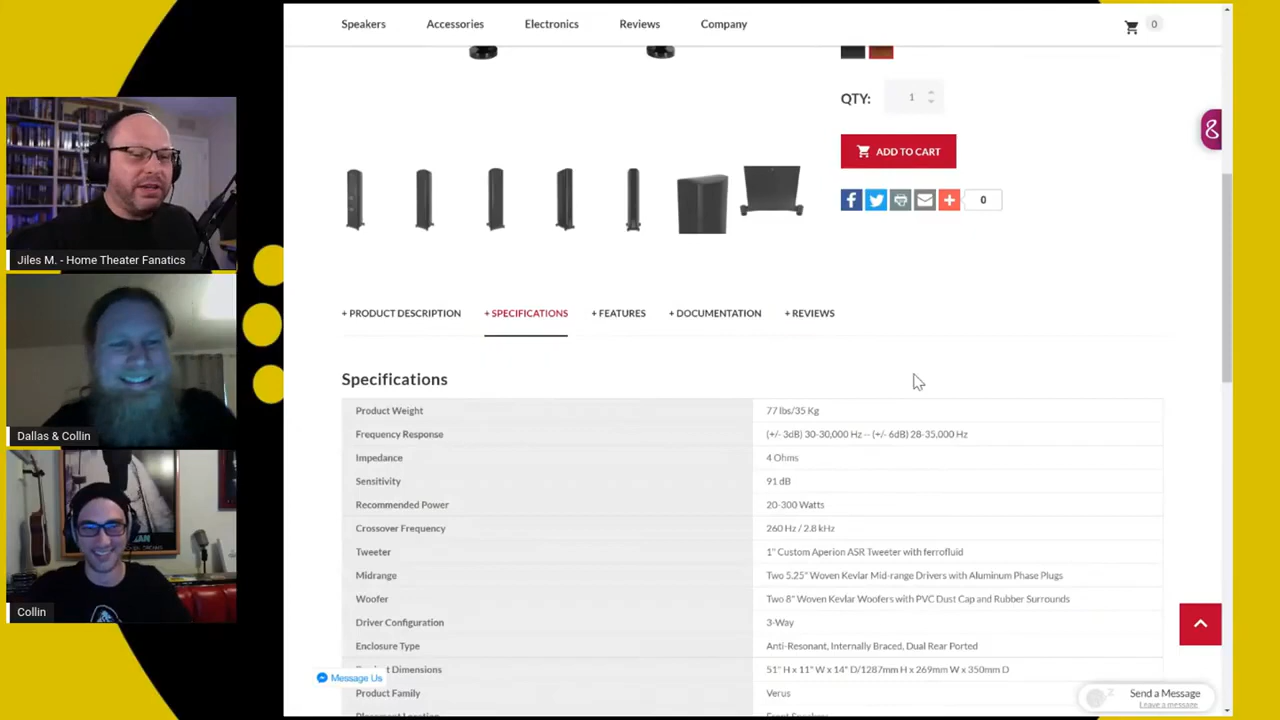 Speakers
Accessories
Electronics
Reviews
Company
0
QTY:
1
ADD TO CART
0
+ PRODUCT DESCRIPTION
+ SPECIFICATIONS
+ FEATURES
+ DOCUMENTATION
+ REVIEWS
Specifications
Product Weight 77 lbs/35 Kg
Frequency Response (+/- 3dB) 30-30,000 Hz -- (+/- 6dB) 28-35,000 Hz
Impedance 4 Ohms
Sensitivity 91 dB
Recommended Power 20-300 Watts
Crossover Frequency 260 Hz / 2.8 kHz
Tweeter 1" Custom Aperion ASR Tweeter with ferrofluid
Midrange Two 5.25" Woven Kevlar Mid-range Drivers with Aluminum Phase Plugs
Woofer Two 8" Woven Kevlar Woofers with PVC Dust Cap and Rubber Surrounds
Driver Configuration 3-Way
Enclosure Type Anti-Resonant, Internally Braced, Dual Rear Ported
Dimensions 51" H x 11" W x 14" D/1287mm H x 269mm W x 350mm D
Product Family Verus
Message Us
Send a Message
Leave a message
Jiles M. - Home Theater Fanatics
Dallas & Collin
Collin